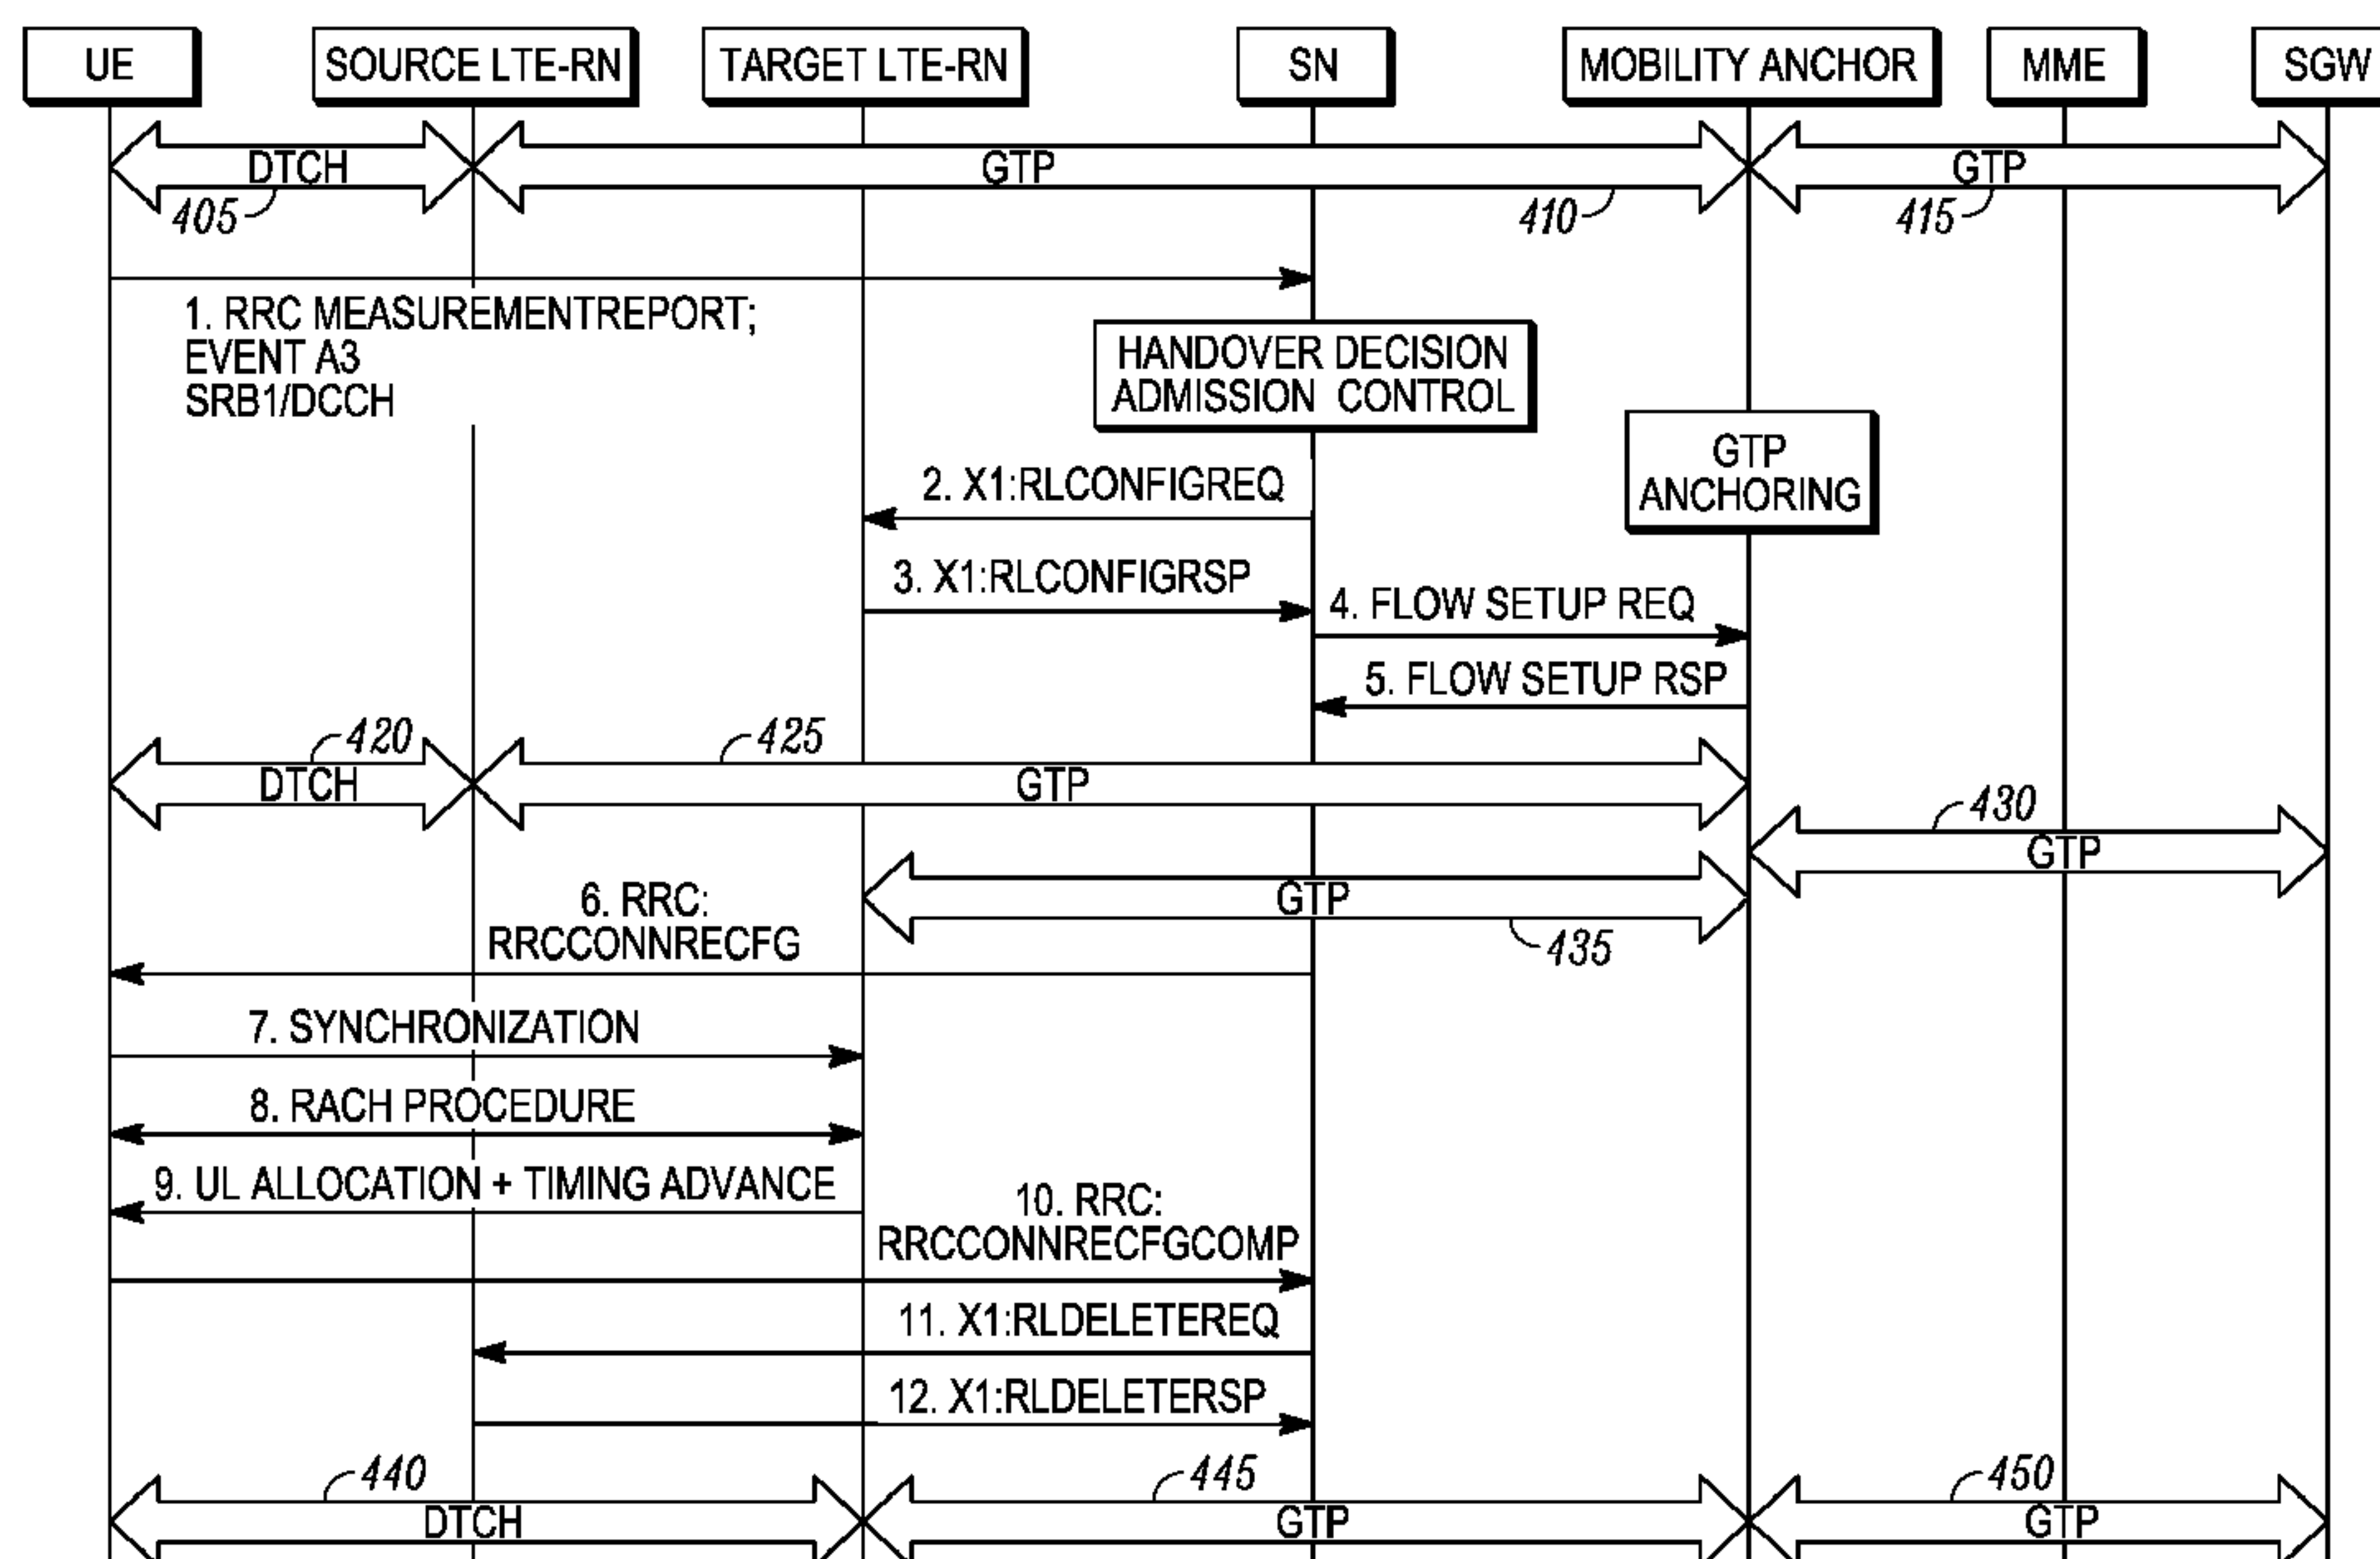 UE
SOURCE LTE-RN
TARGET LTE-RN
SN
MOBILITY ANCHOR
MME
SGW
DTCH
GTP
GTP
405
410
415
1. RRC MEASUREMENTREPORT;
EVENT A3
SRB1/DCCH
HANDOVER DECISION
ADMISSION CONTROL
GTP
ANCHORING
2. X1:RLCONFIGREQ
3. X1:RLCONFIGRSP
4. FLOW SETUP REQ
5. FLOW SETUP RSP
420
425
DTCH
GTP
430
GTP
GTP
435
6. RRC:
RRCCONNRECFG
7. SYNCHRONIZATION
8. RACH PROCEDURE
9. UL ALLOCATION + TIMING ADVANCE
10. RRC:
RRCCONNRECFGCOMP
11. X1:RLDELETEREQ
12. X1:RLDELETERSP
440
445
450
DTCH
GTP
GTP